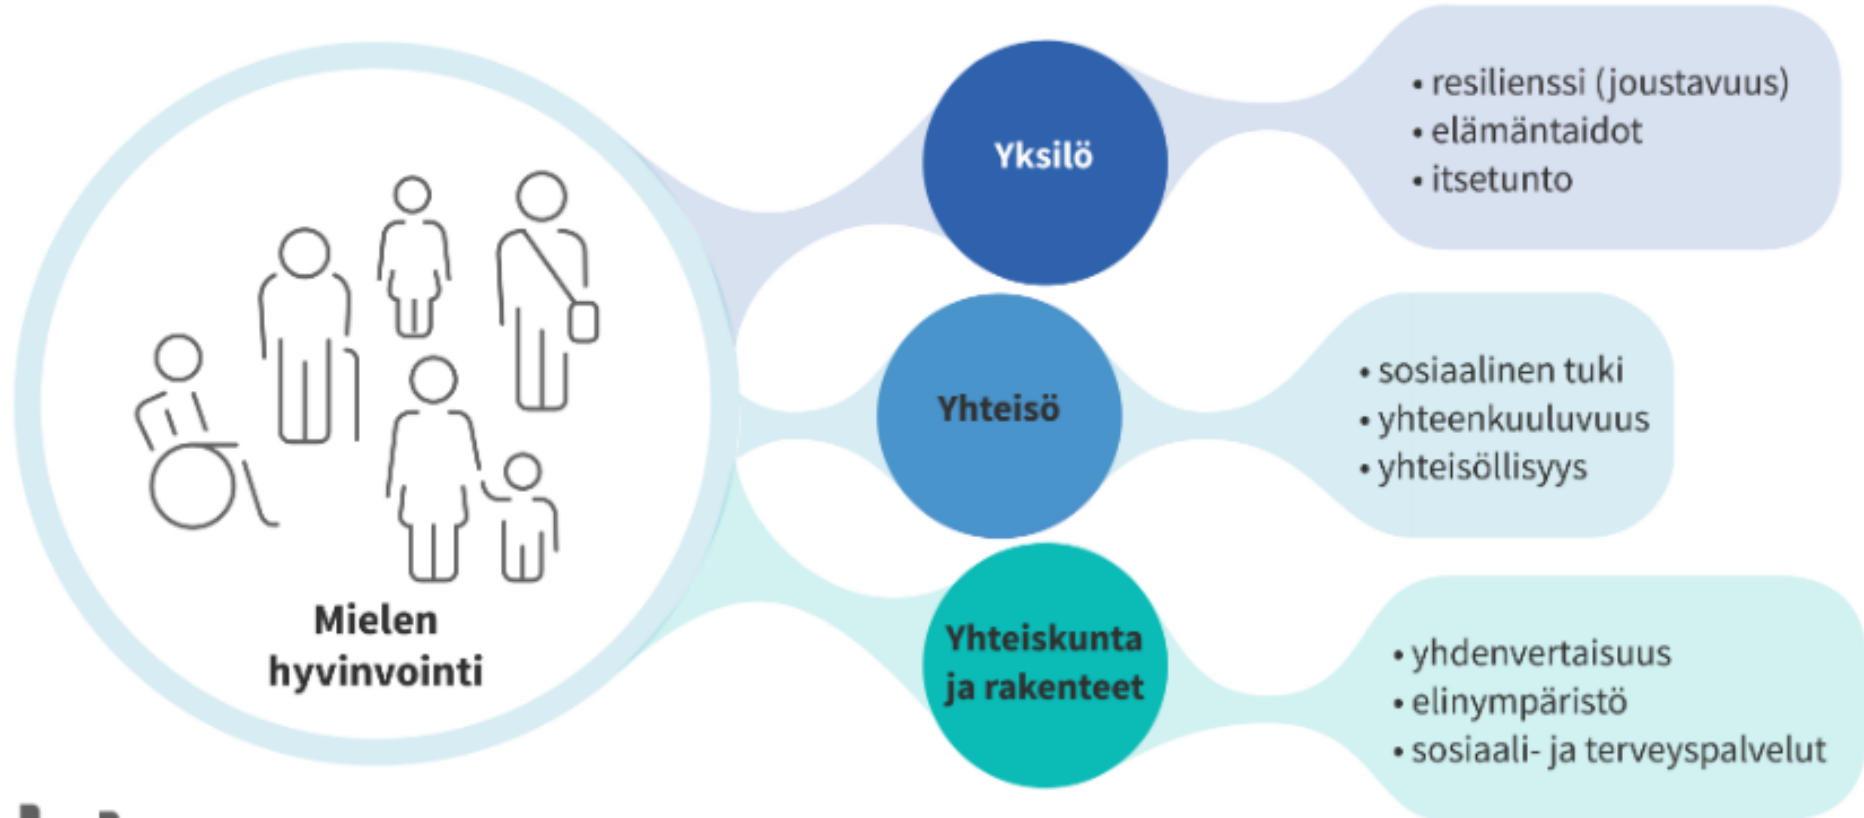 Mielen
hyvinvointi
Yksilö
• resilienssi (joustavuus)
• elämäntaidot
• itsetunto
Yhteisö
• sosiaalinen tuki
• yhteenkuuluvuus
• yhteisöllisyys
Yhteiskunta
ja rakenteet
• yhdenvertaisuus
• elinympäristö
• sosiaali- ja terveyspalvelut